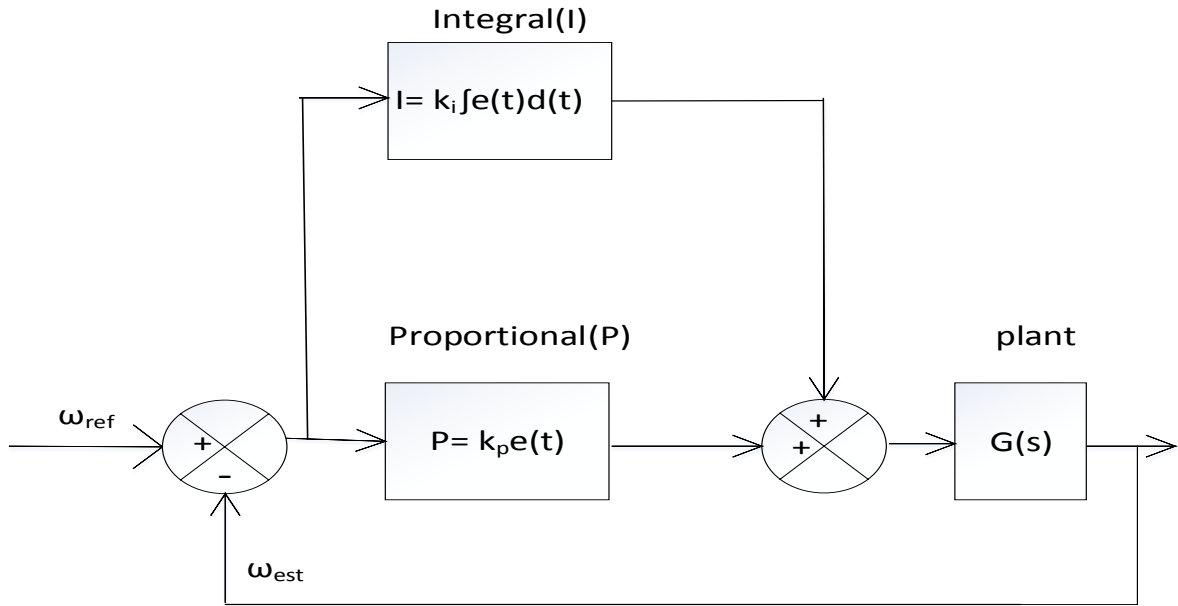 Integral(I)
I= kᵢ∫e(t)d(t)
Proportional(P)
plant
ωref
+
-
P= kₚe(t)
+
+
G(s)
ωest